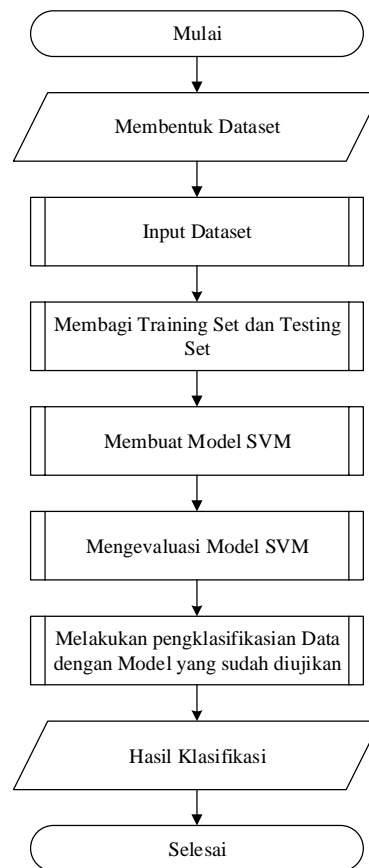 Mulai
Membentuk Dataset
Input Dataset
Membagi Training Set dan Testing
Set
Membuat Model SVM
Mengevaluasi Model SVM
Melakukan pengklasifikasian Data
dengan Model yang sudah diujikan
Hasil Klasifikasi
Selesai